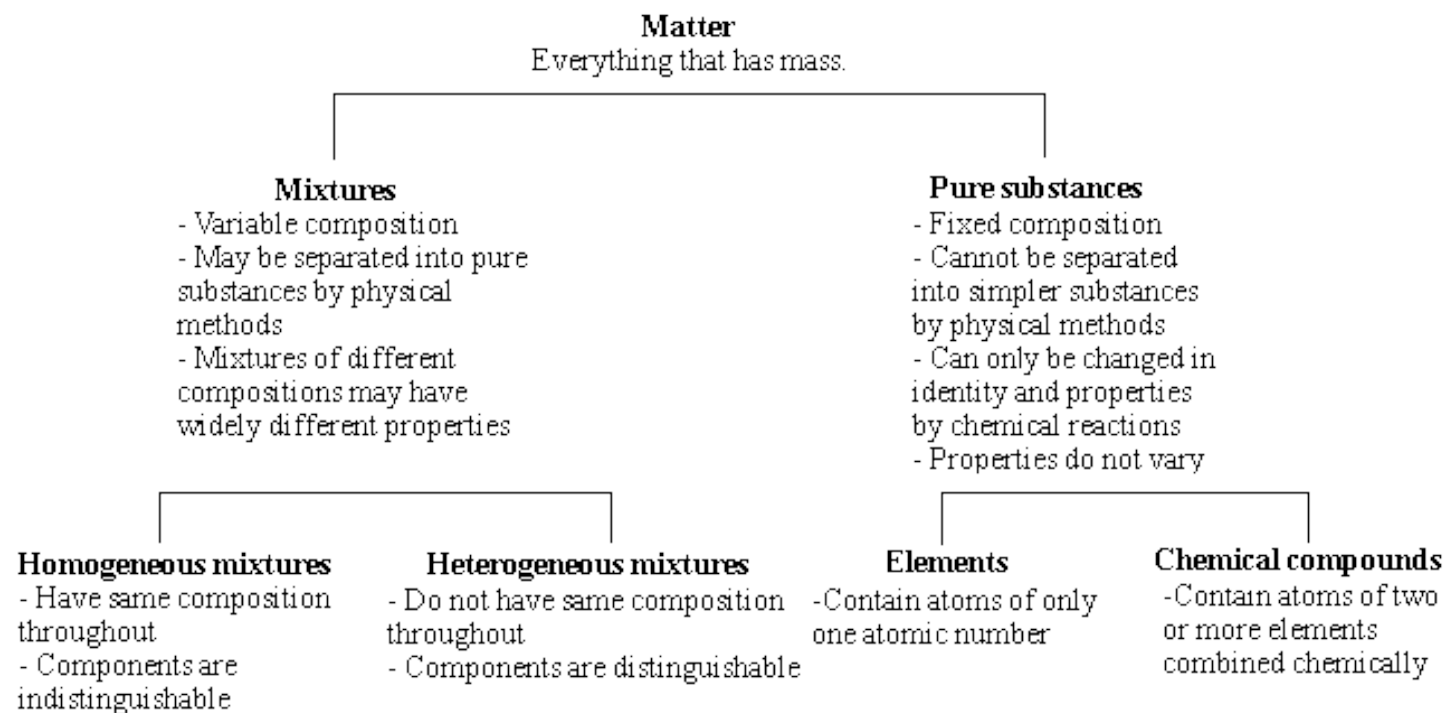 Matter
Everything that has mass.
Mixtures
- Variable composition
- May be separated into pure
substances by physical
methods
- Mixtures of different
compositions may have
widely different properties
Pure substances
- Fixed composition
- Cannot be separated
into simpler substances
by physical methods
- Can only be changed in
identity and properties
by chemical reactions
- Properties do not vary
Homogeneous mixtures
- Have same composition
throughout
- Components are
indistinguishable
Heterogeneous mixtures
- Do not have same composition
throughout
- Components are distinguishable
Elements
-Contain atoms of only
one atomic number
Chemical compounds
-Contain atoms of two
or more elements
combined chemically